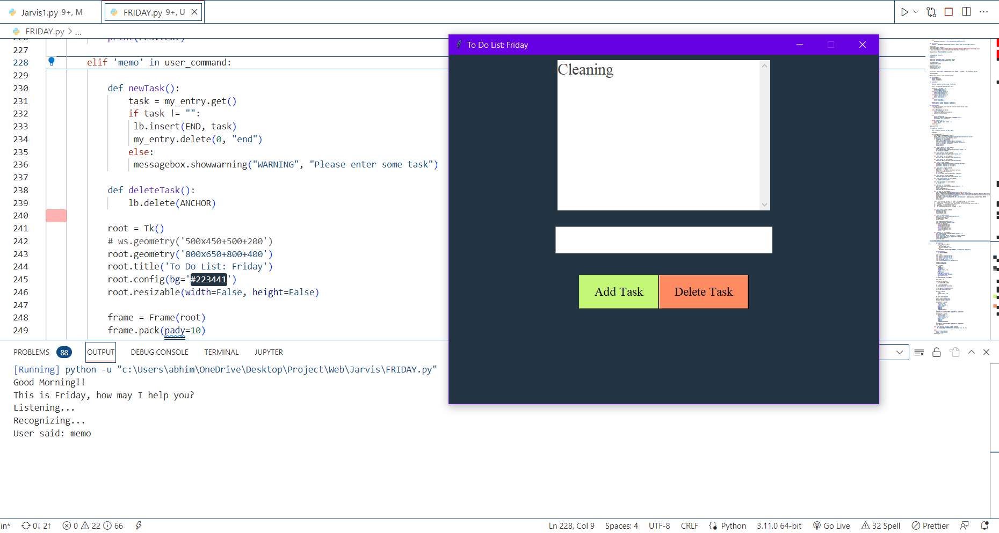 Jarvis1.py 9+, M
FRIDAY.py 9+, U
FRIDAY.py > ...
226 print(res.text)
227
228 elif 'memo' in user_command:
229
230 def newTask():
231 task = my_entry.get()
232 if task != "":
233 lb.insert(END, task)
234 my_entry.delete(0, "end")
235 else:
236 messagebox.showwarning("WARNING", "Please enter some task")
237
238 def deleteTask():
239 lb.delete(ANCHOR)
240
241 root = Tk()
242 # ws.geometry('500x450+500+200')
243 root.geometry('800x650+800+400')
244 root.title('To Do List: Friday')
245 root.config(bg='#223441')
246 root.resizable(width=False, height=False)
247
248 frame = Frame(root)
249 frame.pack(pady=10)
To Do List: Friday
Cleaning
Add Task
Delete Task
PROBLEMS 88 OUTPUT DEBUG CONSOLE TERMINAL JUPYTER
[Running] python -u "c:\Users\abhim\OneDrive\Desktop\Project\Web\Jarvis\FRIDAY.py"
Good Morning!!
This is Friday, how may I help you?
Listening...
Recognizing...
User said: memo
in* 0↓ 2↑ 0 22 66 Ln 228, Col 9 Spaces: 4 UTF-8 CRLF Python 3.11.0 64-bit Go Live 32 Spell Prettier